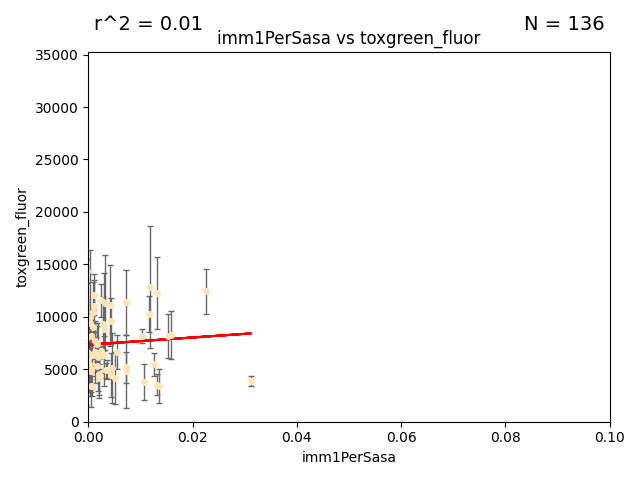 r^2 = 0.01
N = 136
imm1PerSasa vs toxgreen_fluor
35000
30000
25000
20000
15000
10000
5000
0
toxgreen_fluor
0.00
0.02
0.04
0.06
0.08
0.10
imm1PerSasa